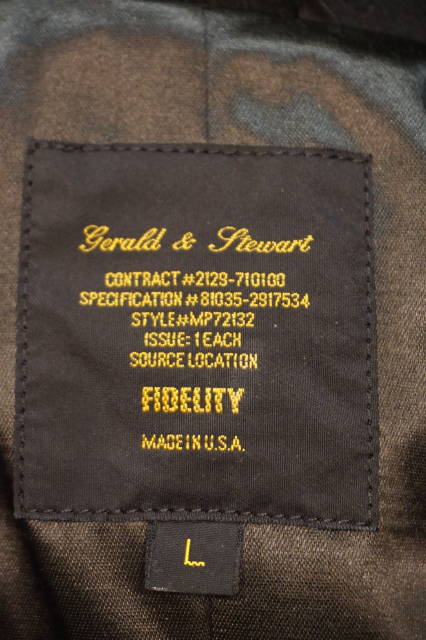 Gerald & Stewart
CONTRACT #2129-710100
SPECIFICATION #81035-2917534
STYLE#MP72132
ISSUE: 1 EACH
SOURCE LOCATION
FIDELITY
MADE IN U.S.A.
L